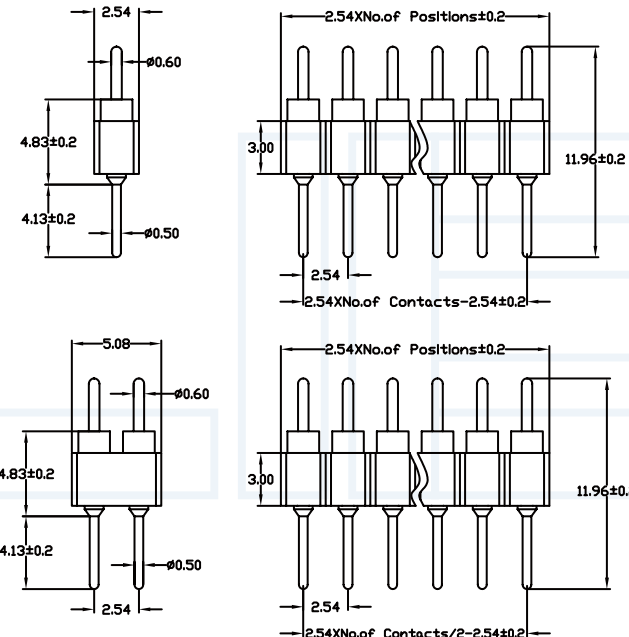 2.54
2.54XNo.of Positions±0.2
ø0.60
4.83±0.2
3.00
11.96±0.2
4.13±0.2
ø0.50
2.54
2.54XNo.of Contacts-2.54±0.2
5.08
2.54XNo.of Positions±0.2
ø0.60
4.83±0.2
3.00
11.96±0.
4.13±0.2
ø0.50
2.54
2.54
2.54XNo.of Contacts/2-2.54±0.2